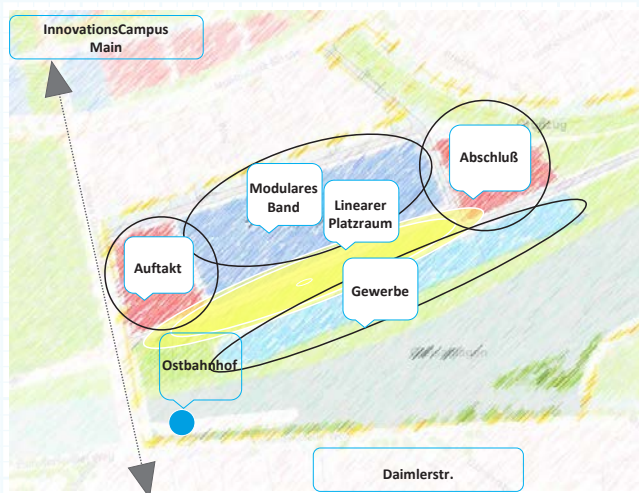 InnovationsCampus
Main
Abschluß
Modulares
Band
Linearer
Platzraum
Auftakt
Gewerbe
Ostbahnhof
Daimlerstr.